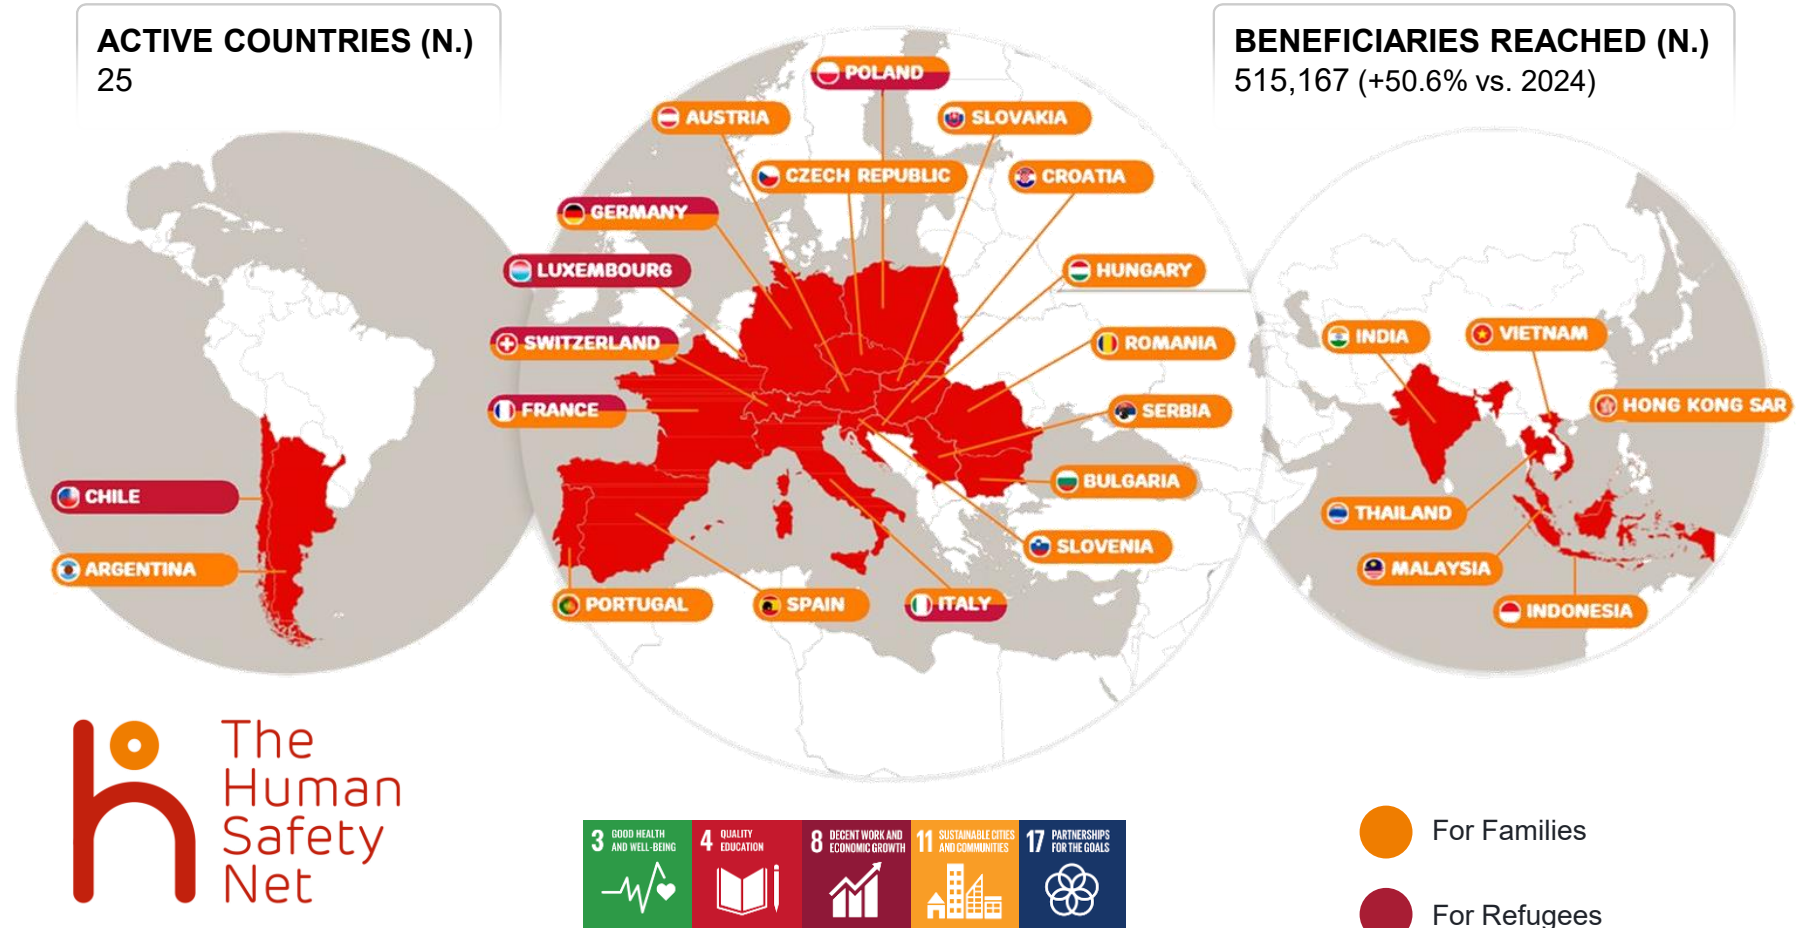 ACTIVE COUNTRIES (N.)
25
BENEFICIARIES REACHED (N.)
515,167 (+50.6% vs. 2024)
POLAND
AUSTRIA
SLOVAKIA
CZECH REPUBLIC
CROATIA
GERMANY
LUXEMBOURG
HUNGARY
SWITZERLAND
ROMANIA
FRANCE
SERBIA
BULGARIA
SLOVENIA
PORTUGAL
SPAIN
ITALY
CHILE
ARGENTINA
INDIA
VIETNAM
HONG KONG SAR
THAILAND
MALAYSIA
INDONESIA
The
Human
Safety
Net
3 GOOD HEALTH
AND WELL-BEING
4 QUALITY
EDUCATION
8 DECENT WORK AND
ECONOMIC GROWTH
11 SUSTAINABLE CITIES
AND COMMUNITIES
17 PARTNERSHIPS
FOR THE GOALS
For Families
For Refugees